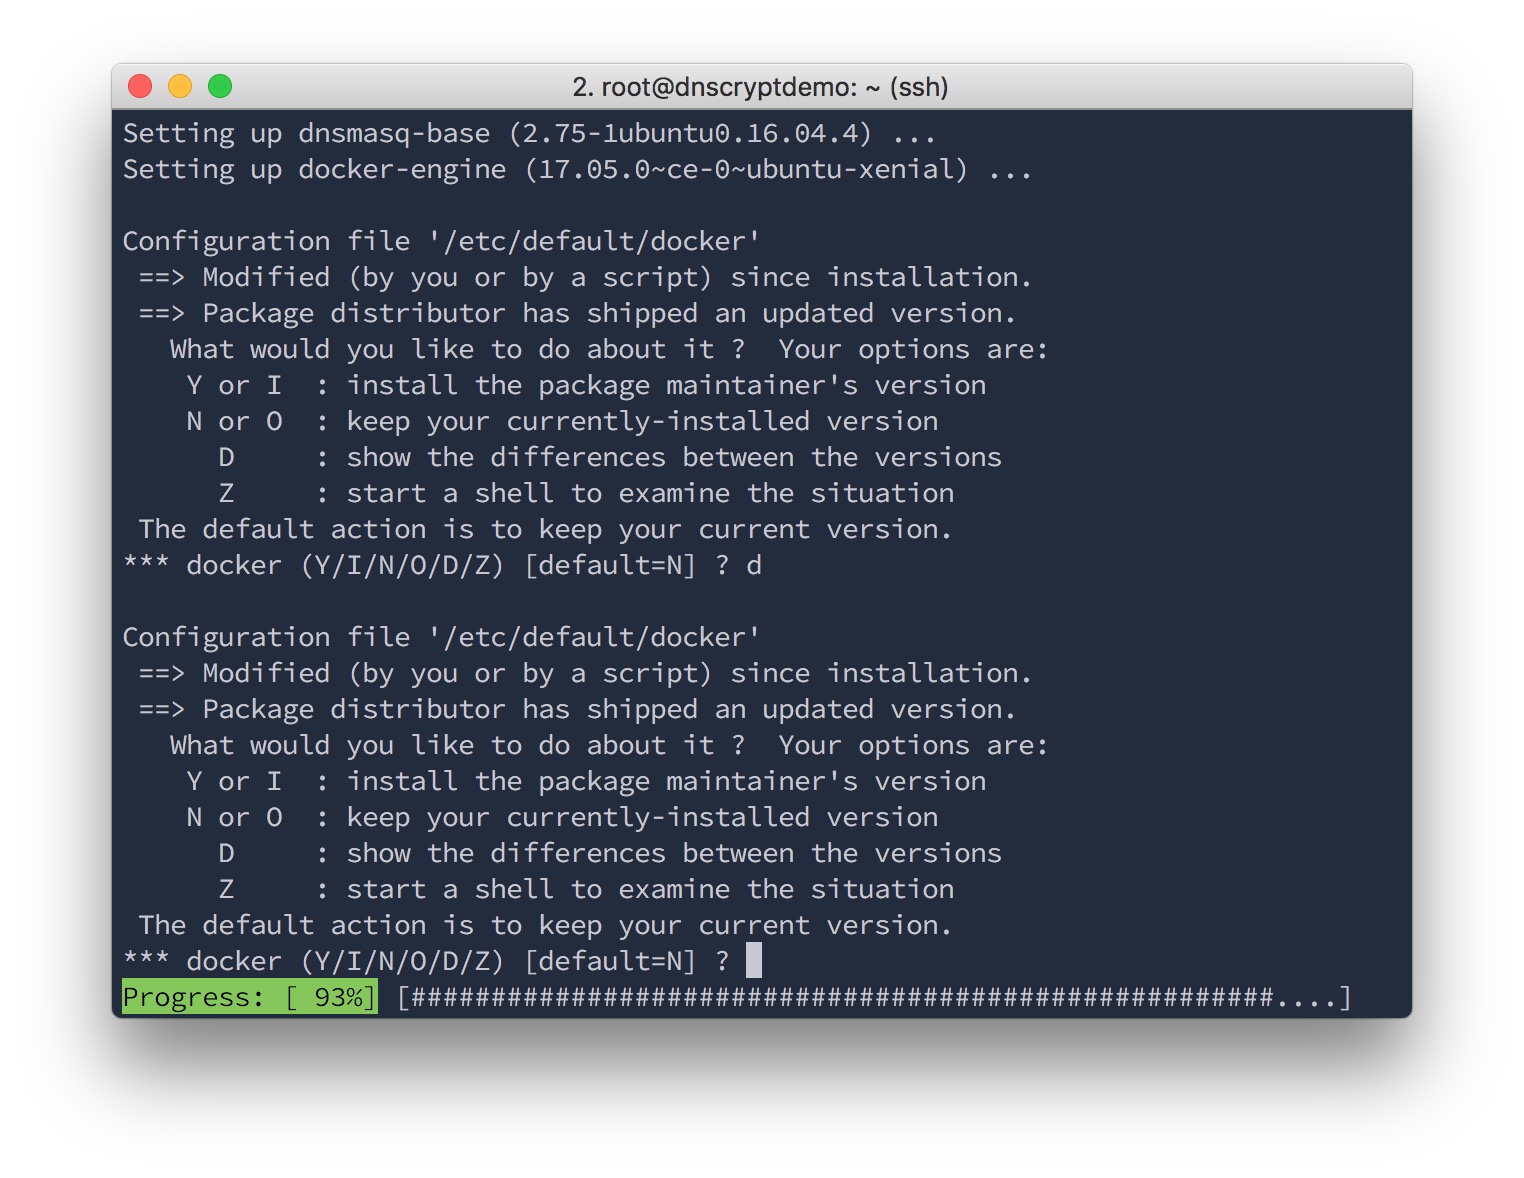 2. root@dnscryptdemo: ~ (ssh)
Setting up dnsmasq-base (2.75-1ubuntu0.16.04.4) ...
Setting up docker-engine (17.05.0~ce-0~ubuntu-xenial) ...

Configuration file '/etc/default/docker'
 ==> Modified (by you or by a script) since installation.
 ==> Package distributor has shipped an updated version.
   What would you like to do about it ?  Your options are:
    Y or I  : install the package maintainer's version
    N or O  : keep your currently-installed version
      D     : show the differences between the versions
      Z     : start a shell to examine the situation
 The default action is to keep your current version.
*** docker (Y/I/N/O/D/Z) [default=N] ? d

Configuration file '/etc/default/docker'
 ==> Modified (by you or by a script) since installation.
 ==> Package distributor has shipped an updated version.
   What would you like to do about it ?  Your options are:
    Y or I  : install the package maintainer's version
    N or O  : keep your currently-installed version
      D     : show the differences between the versions
      Z     : start a shell to examine the situation
 The default action is to keep your current version.
*** docker (Y/I/N/O/D/Z) [default=N] ?
Progress: [ 93%] [######################################################....]